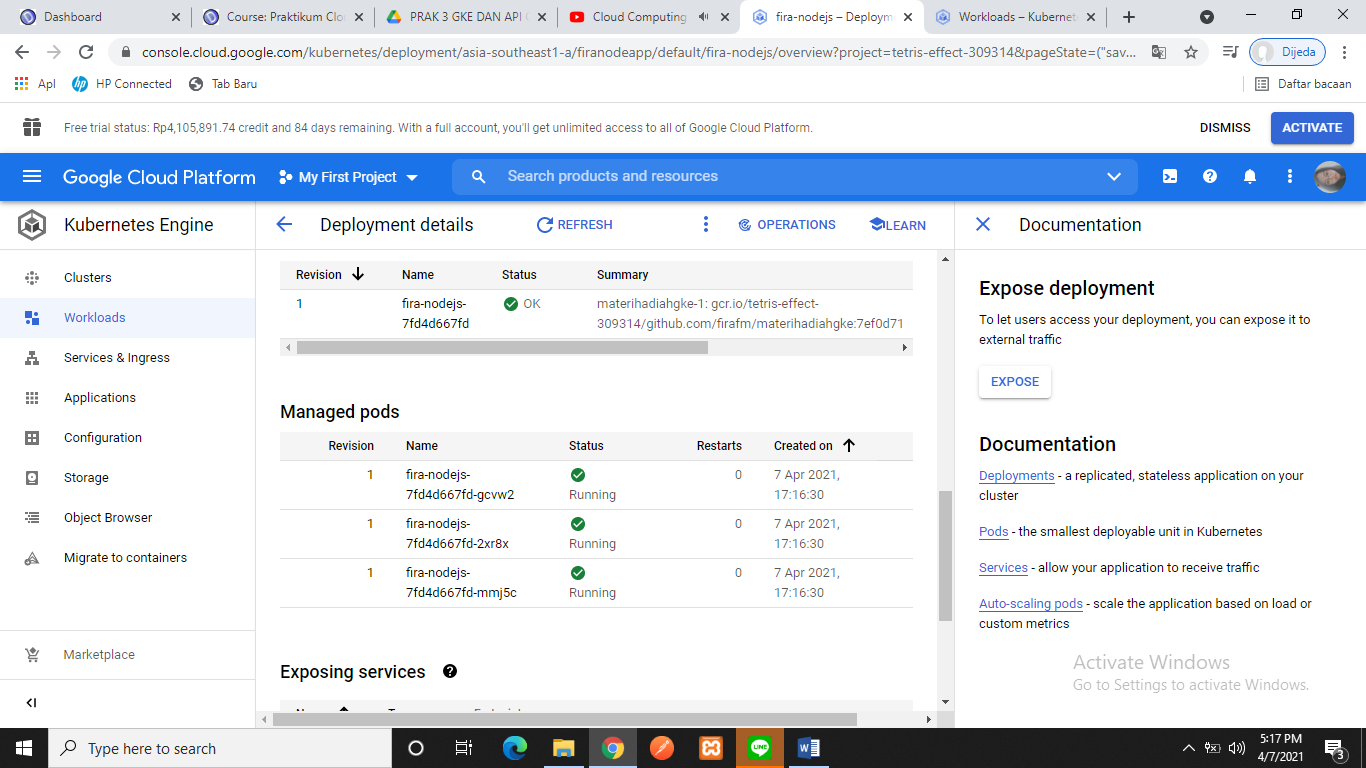 Dashboard
Course: Praktikum Clo
PRAK 3 GKE DAN API
Cloud Computing
fira-nodejs – Deploym
Workloads – Kubernet
console.cloud.google.com/kubernetes/deployment/asia-southeast1-a/firanodeapp/default/fira-nodejs/overview?project=tetris-effect-309314&pageState=("sav...
Dijeda
Apl
HP Connected
Tab Baru
Daftar bacaan
Free trial status: Rp4,105,891.74 credit and 84 days remaining. With a full account, you'll get unlimited access to all of Google Cloud Platform.
DISMISS
ACTIVATE
Google Cloud Platform
My First Project
Search products and resources
Kubernetes Engine
Clusters
Workloads
Services & Ingress
Applications
Configuration
Storage
Object Browser
Migrate to containers
Marketplace
Deployment details
REFRESH
OPERATIONS
LEARN
Revision Name Status Summary
1 fira-nodejs- OK materihadiahgke-1: gcr.io/tetris-effect-
7fd4d667fd 309314/github.com/firafm/materihadiahgke:7ef0d71
Managed pods
Revision Name Status Restarts Created on
1 fira-nodejs- 0 7 Apr 2021,
7fd4d667fd-gcvw2 Running 17:16:30
1 fira-nodejs- 0 7 Apr 2021,
7fd4d667fd-2xr8x Running 17:16:30
1 fira-nodejs- 0 7 Apr 2021,
7fd4d667fd-mmj5c Running 17:16:30
Exposing services
Documentation
Expose deployment
To let users access your deployment, you can expose it to
external traffic
EXPOSE
Documentation
Deployments - a replicated, stateless application on your
cluster
Pods - the smallest deployable unit in Kubernetes
Services - allow your application to receive traffic
Auto-scaling pods - scale the application based on load or
custom metrics
Activate Windows
Go to Settings to activate Windows.
Type here to search
LINE
5:17 PM
4/7/2021
3